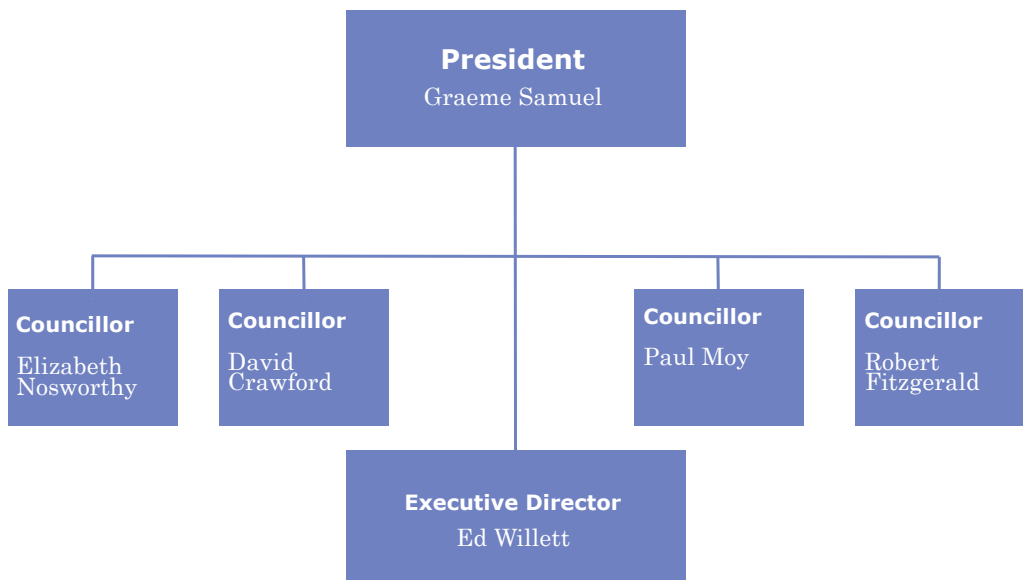 President
Graeme Samuel
Councillor
Elizabeth
Nosworthy
Councillor
David
Crawford
Councillor
Paul Moy
Councillor
Robert
Fitzgerald
Executive Director
Ed Willett